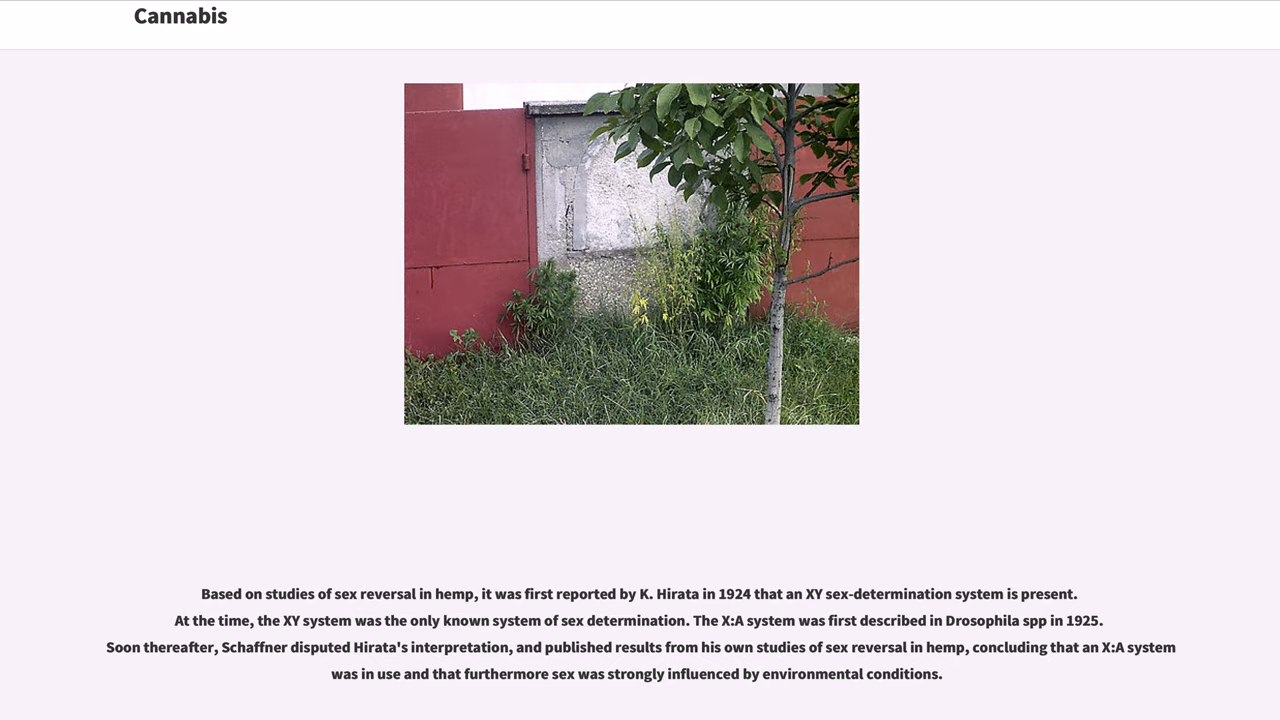 Cannabis
Based on studies of sex reversal in hemp, it was first reported by K. Hirata in 1924 that an XY sex-determination system is present.
At the time, the XY system was the only known system of sex determination. The X:A system was first described in Drosophila spp in 1925.
Soon thereafter, Schaffner disputed Hirata's interpretation, and published results from his own studies of sex reversal in hemp, concluding that an X:A system
was in use and that furthermore sex was strongly influenced by environmental conditions.